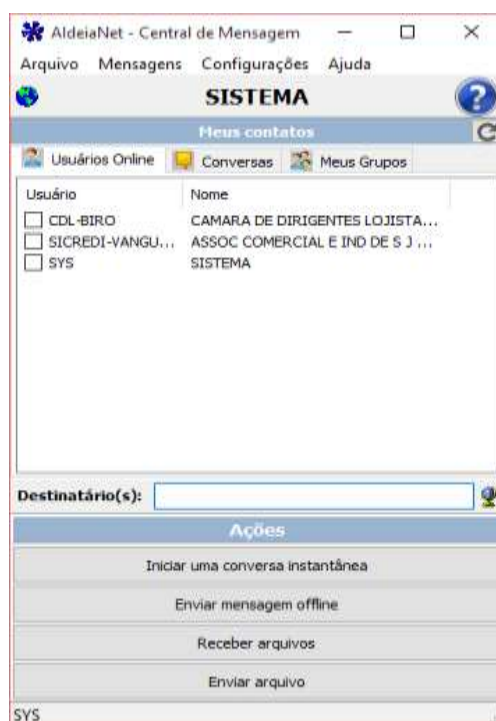 AldeiaNet - Central de Mensagem
Arquivo Mensagens Configurações Ajuda
SISTEMA
Meus contatos
Usuários Online Conversas Meus Grupos
Usuário Nome
CDL-BIRO CAMARA DE DIRIGENTES LOJISTA...
SICREDI-VANGU... ASSOC COMERCIAL E IND DE S J ...
SYS SISTEMA
Destinatário(s):
Ações
Iniciar uma conversa instantânea
Enviar mensagem offline
Receber arquivos
Enviar arquivo
SYS